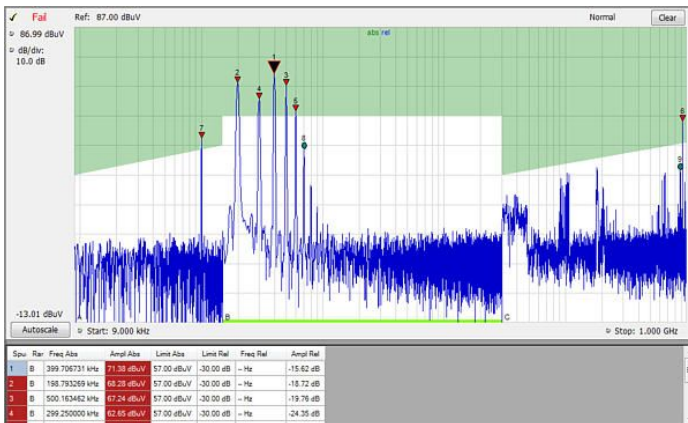 ✓ Fail Ref: 87.00 dBuV Normal Clear
86.99 dBuV
dB/div:
10.0 dB
abs rel
1
2
3
4
5
6
7
8
9
-13.01 dBuV
A B C
Autoscale Start: 9.000 kHz Stop: 1.000 GHz
Spu Rar Freq Abs Ampl Abs Limit Abs Limit Rel Freq Rel Ampl Rel
1 B 399.706731 kHz 71.38 dBuV 57.00 dBuV -30.00 dB -- Hz -15.62 dB
2 B 198.793269 kHz 68.28 dBuV 57.00 dBuV -30.00 dB -- Hz -18.72 dB
3 B 500.163462 kHz 67.24 dBuV 57.00 dBuV -30.00 dB -- Hz -19.76 dB
4 B 299.250000 kHz 62.65 dBuV 57.00 dBuV -30.00 dB -- Hz -24.35 dB